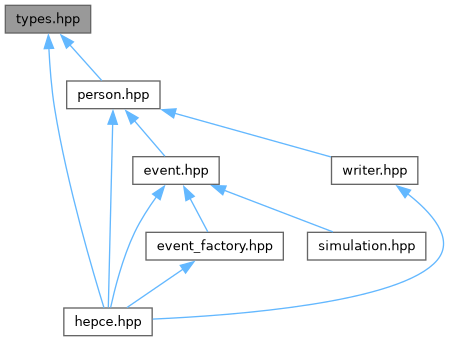 types.hpp
person.hpp
event.hpp
writer.hpp
event_factory.hpp
simulation.hpp
hepce.hpp